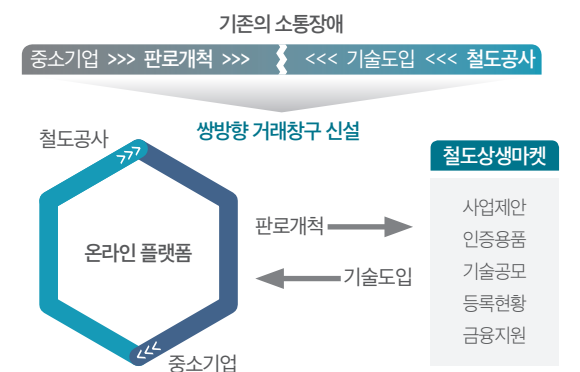 기존의 소통장애
중소기업 >>> 판로개척 >>> <<< 기술도입 <<< 철도공사
쌍방향 거래창구 신설
철도공사
>>>
온라인 플랫폼
<<<
중소기업
판로개척
기술도입
철도상생마켓
사업제안
인증용품
기술공모
등록현황
금융지원